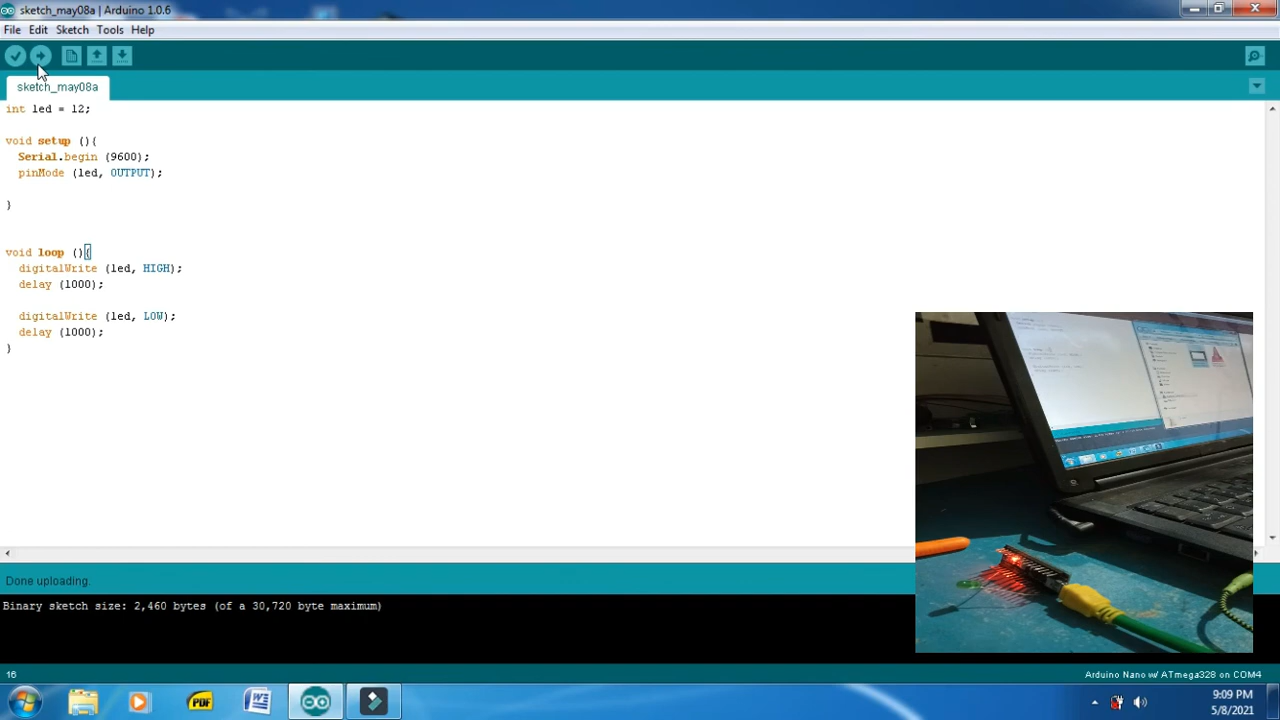 sketch_may08a | Arduino 1.0.6
File Edit Sketch Tools Help
sketch_may08a
int led = 12;
void setup (){
Serial.begin (9600);
pinMode (led, OUTPUT);
}
void loop (){
digitalWrite (led, HIGH);
delay (1000);
digitalWrite (led, LOW);
delay (1000);
}
Done uploading.
Binary sketch size: 2,460 bytes (of a 30,720 byte maximum)
16
Arduino Nano w/ ATmega328 on COM4
PDF
W
9:09 PM
5/8/2021